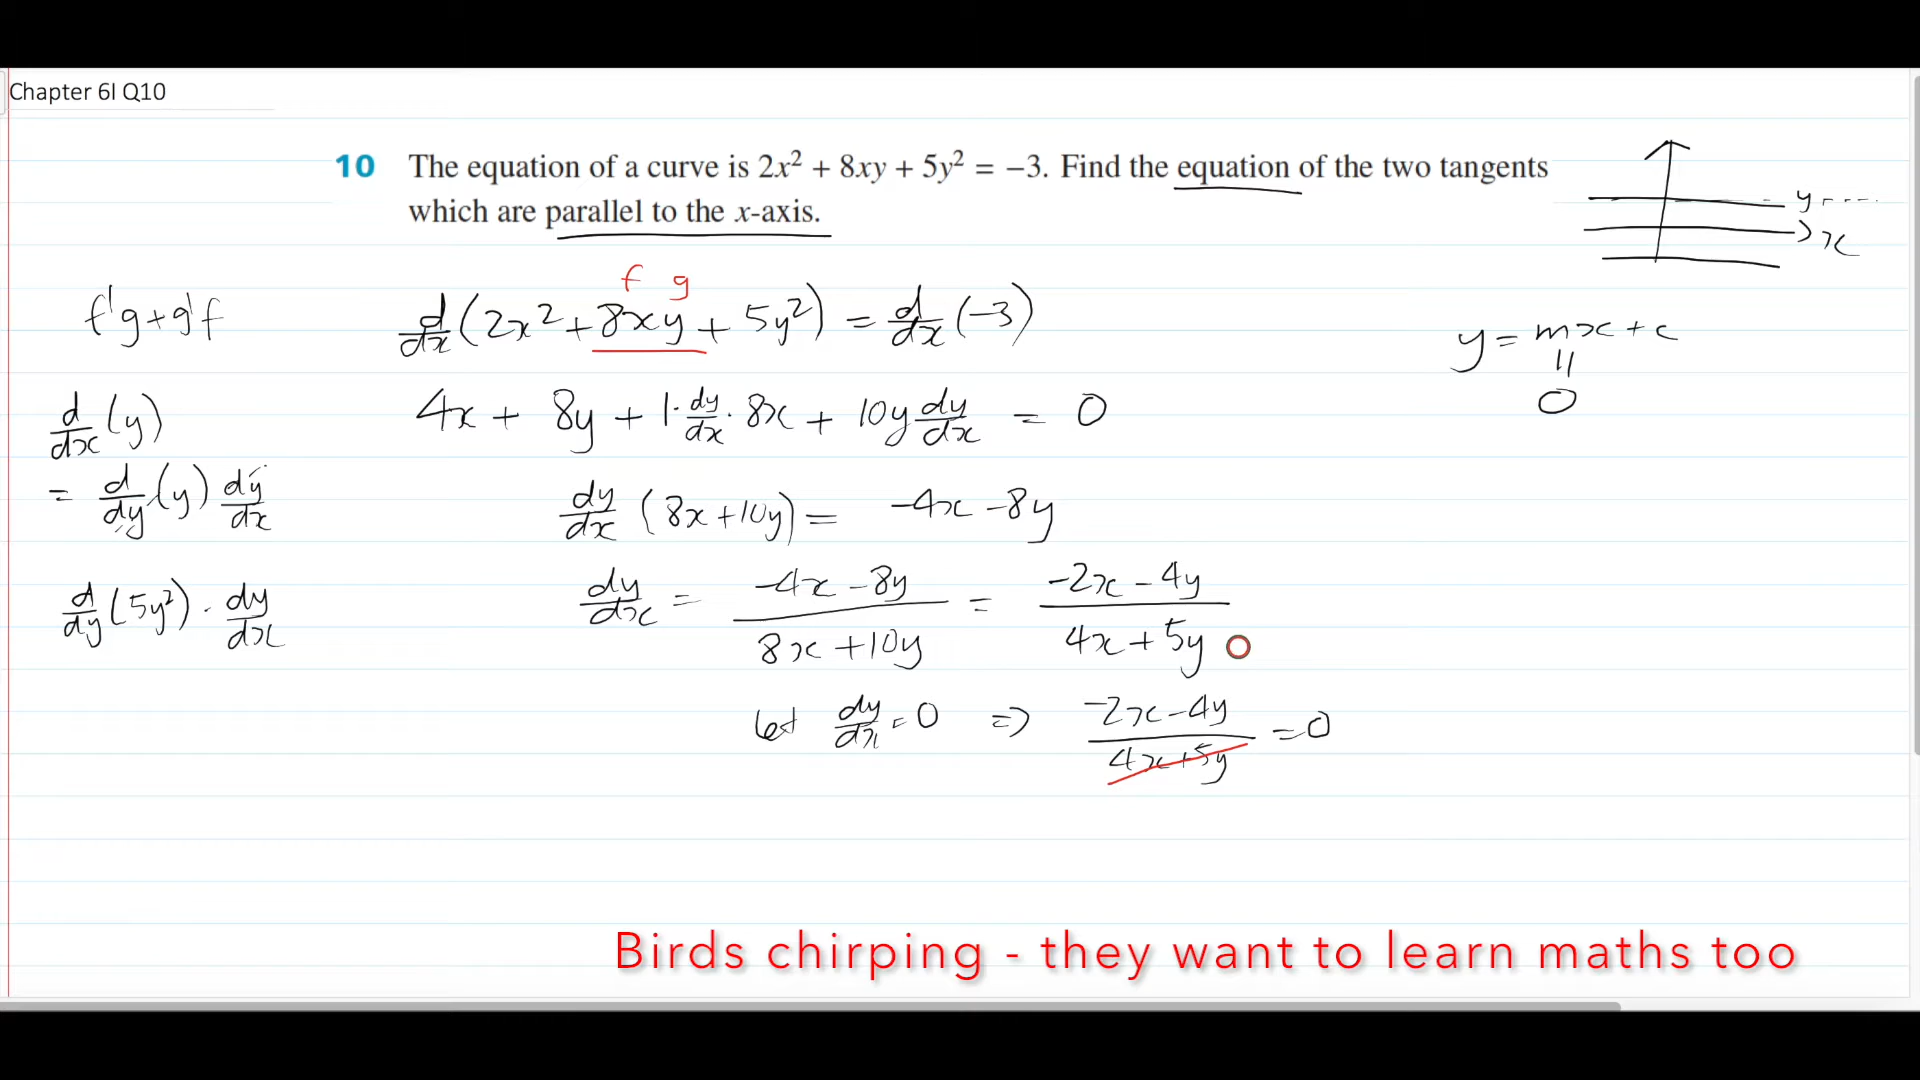 Chapter 6I Q10
10 The equation of a curve is 2x² + 8xy + 5y² = −3. Find the equation of the two tangents
which are parallel to the x-axis.
y
x
f g
f'g+g'f
d/dx (2x² + 8xy + 5y²) = d/dx (-3)
y = mx + c
||
0
d/dx (y)
4x + 8y + 1 · dy/dx · 8x + 10y dy/dx = 0
= d/dy (y) dy/dx
dy/dx (8x + 10y) = -4x - 8y
d/dy (5y²) · dy/dx
dy/dx = (-4x - 8y)/(8x + 10y) = (-2x - 4y)/(4x + 5y)
let dy/dx = 0 => (-2x - 4y)/(4x + 5y) = 0
Birds chirping - they want to learn maths too